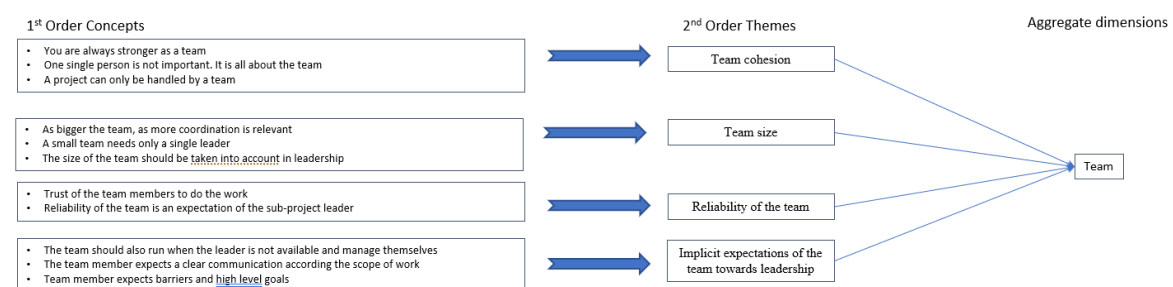 1st Order Concepts
2nd Order Themes
Aggregate dimensions
• You are always stronger as a team
• One single person is not important. It is all about the team
• A project can only be handled by a team
Team cohesion
• As bigger the team, as more coordination is relevant
• A small team needs only a single leader
• The size of the team should be taken into account in leadership
Team size
Team
• Trust of the team members to do the work
• Reliability of the team is an expectation of the sub-project leader
Reliability of the team
• The team should also run when the leader is not available and manage themselves
• The team member expects a clear communication according the scope of work
• Team member expects barriers and high level goals
Implicit expectations of the
team towards leadership